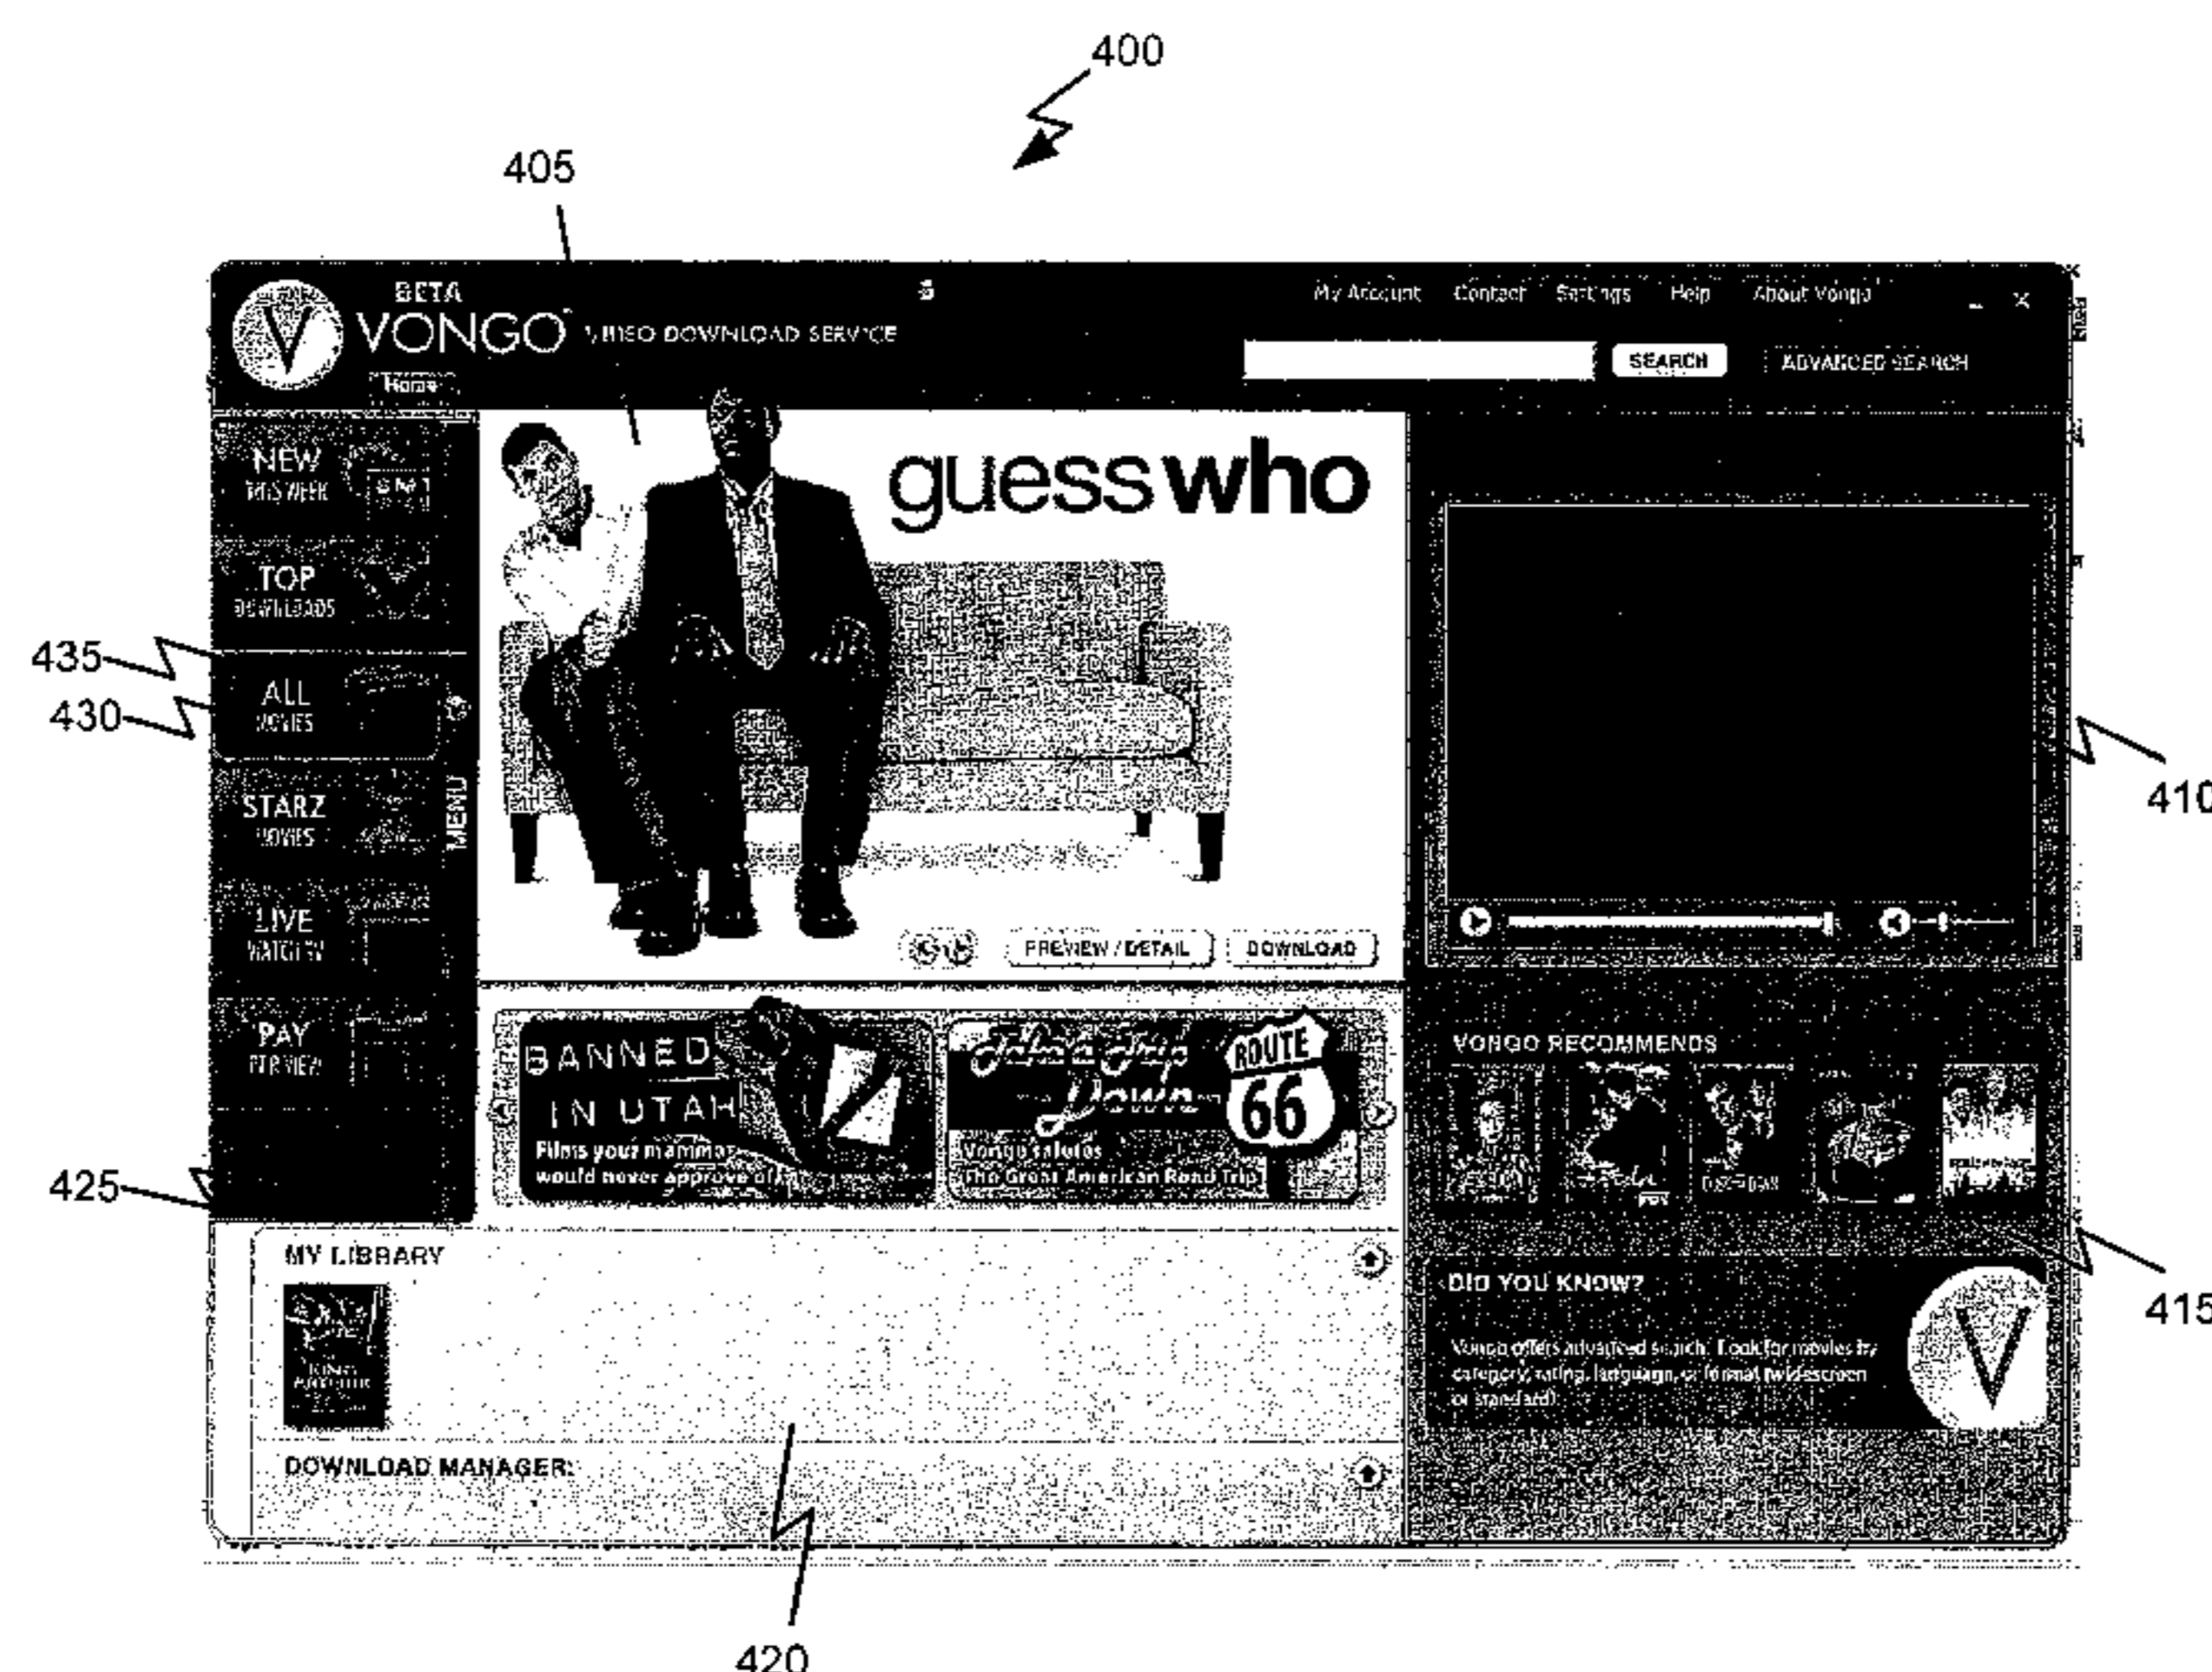 400
405
BETA
VONGO
VIDEO DOWNLOAD SERVICE
My Account Contact Settings Help About Vongo
SEARCH
ADVANCED SEARCH
Home
NEW
THIS WEEK
TOP
DOWNLOADS
435
ALL
MOVIES
430
STARZ
MOVIES
MENU
LIVE
WATCH
PAY
PER VIEW
425
guess who
PREVIEW / DETAIL
DOWNLOAD
410
BANNED
IN UTAH
Films your mamma
would never approve of
Take a Trip
Down
ROUTE
66
Vongo salutes
The Great American Road Trip
VONGO RECOMMENDS
415
DID YOU KNOW?
Vongo offers advanced search. Look for movies by
category, rating, language, or format (widescreen
or standard).
MY LIBRARY
DOWNLOAD MANAGER:
420